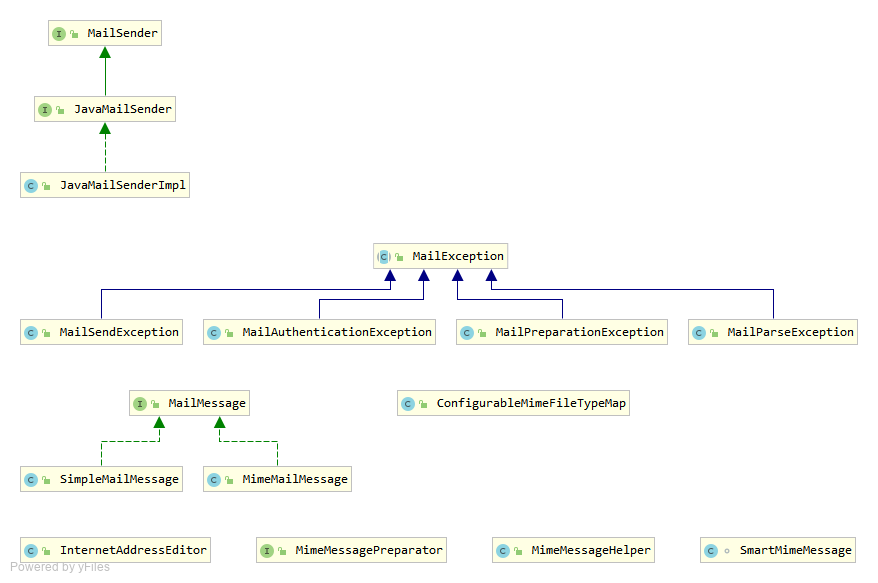 MailSender
JavaMailSender
JavaMailSenderImpl
MailException
MailSendException
MailAuthenticationException
MailPreparationException
MailParseException
MailMessage
ConfigurableMimeFileTypeMap
SimpleMailMessage
MimeMailMessage
InternetAddressEditor
MimeMessagePreparator
MimeMessageHelper
SmartMimeMessage
Powered by yFiles